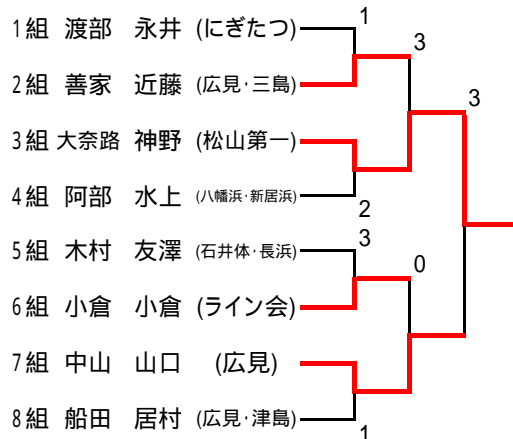 1
1組 渡部 永井 (にぎたつ)
3
2組 善家 近藤 (広見・三島)
3
3組 大奈路 神野 (松山第一)
4組 阿部 水上 (八幡浜・新居浜)
2
3
5組 木村 友澤 (石井体・長浜)
0
6組 小倉 小倉 (ライン会)
7組 中山 山口 (広見)
8組 船田 居村 (広見・津島)
1